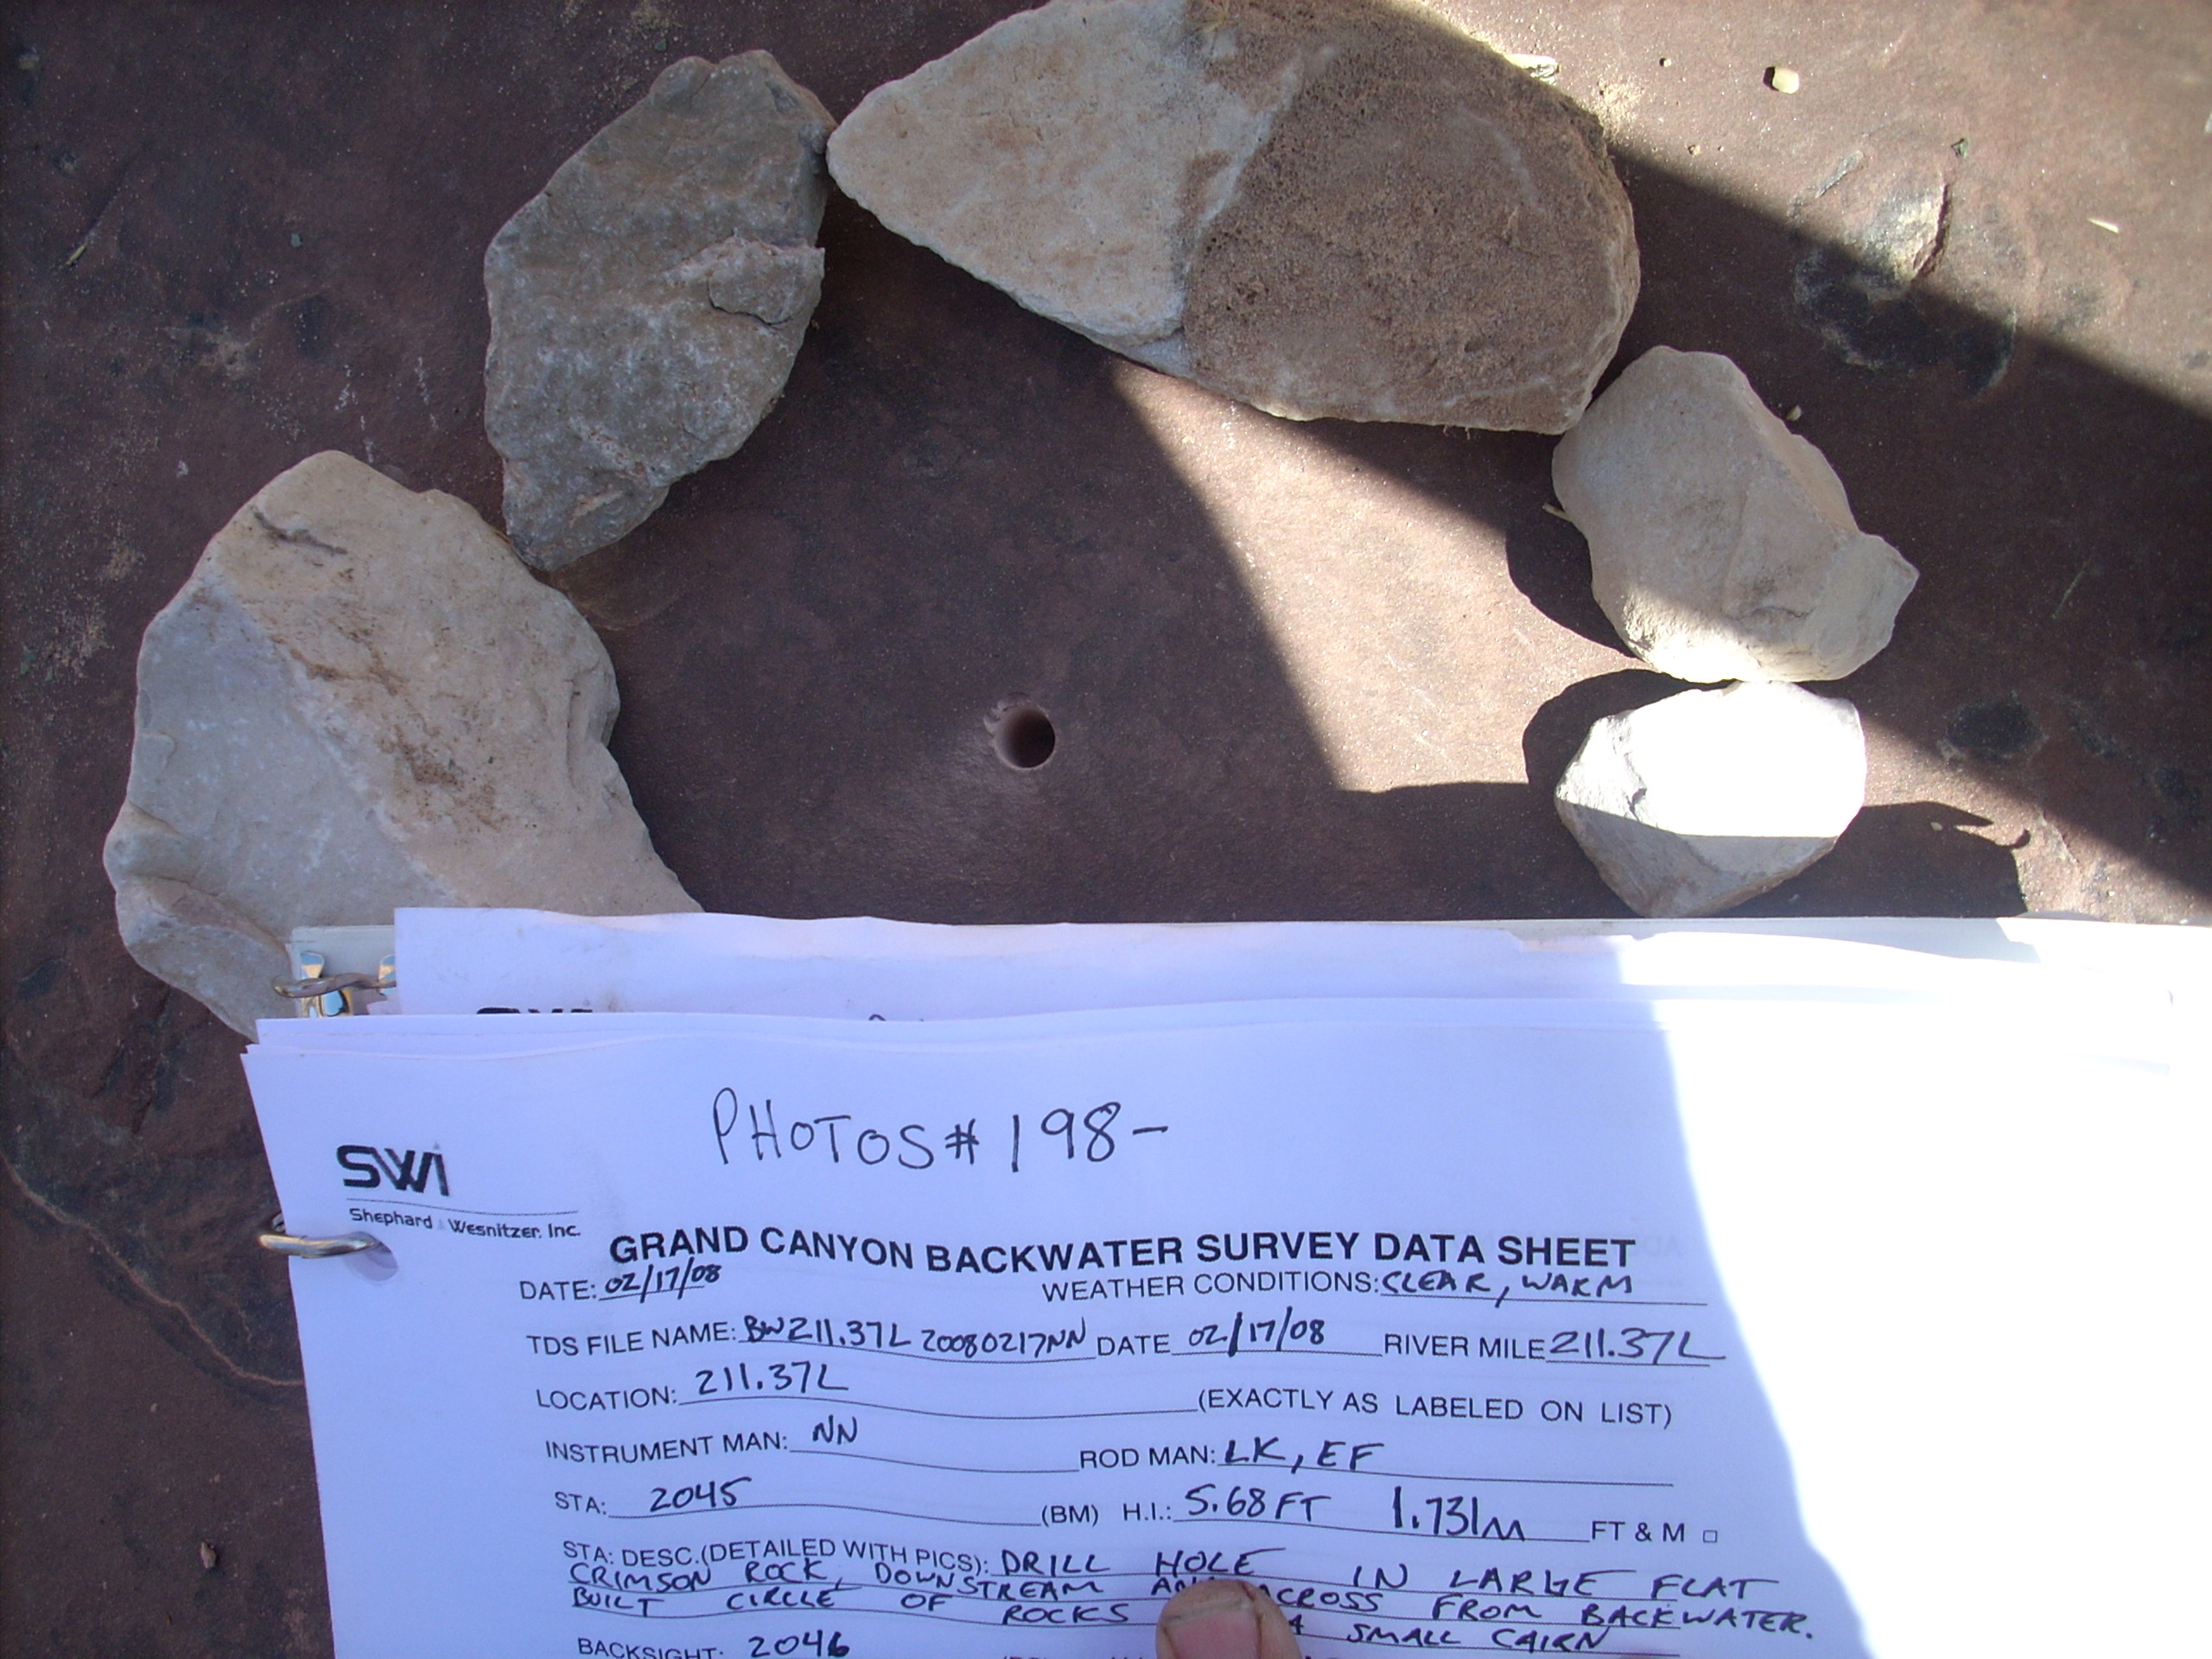 PHOTOS # 198-
SWI
Shephard Wesnitzer, Inc.
GRAND CANYON BACKWATER SURVEY DATA SHEET
DATE: 02/17/08 WEATHER CONDITIONS: CLEAR, WARM
TDS FILE NAME: BW211.37L 20080217NN DATE 02/17/08 RIVER MILE 211.37L
LOCATION: 211.37L (EXACTLY AS LABELED ON LIST)
INSTRUMENT MAN: NN ROD MAN: LK, EF
STA: 2045 (BM) H.I.: 5.68FT 1.731M FT & M
STA: DESC.(DETAILED WITH PICS): DRILL HOLE IN LARGE FLAT
CRIMSON ROCK, DOWNSTREAM AND ACROSS FROM BACKWATER.
BUILT CIRCLE OF ROCKS A SMALL CAIRN
BACKSIGHT: 2046